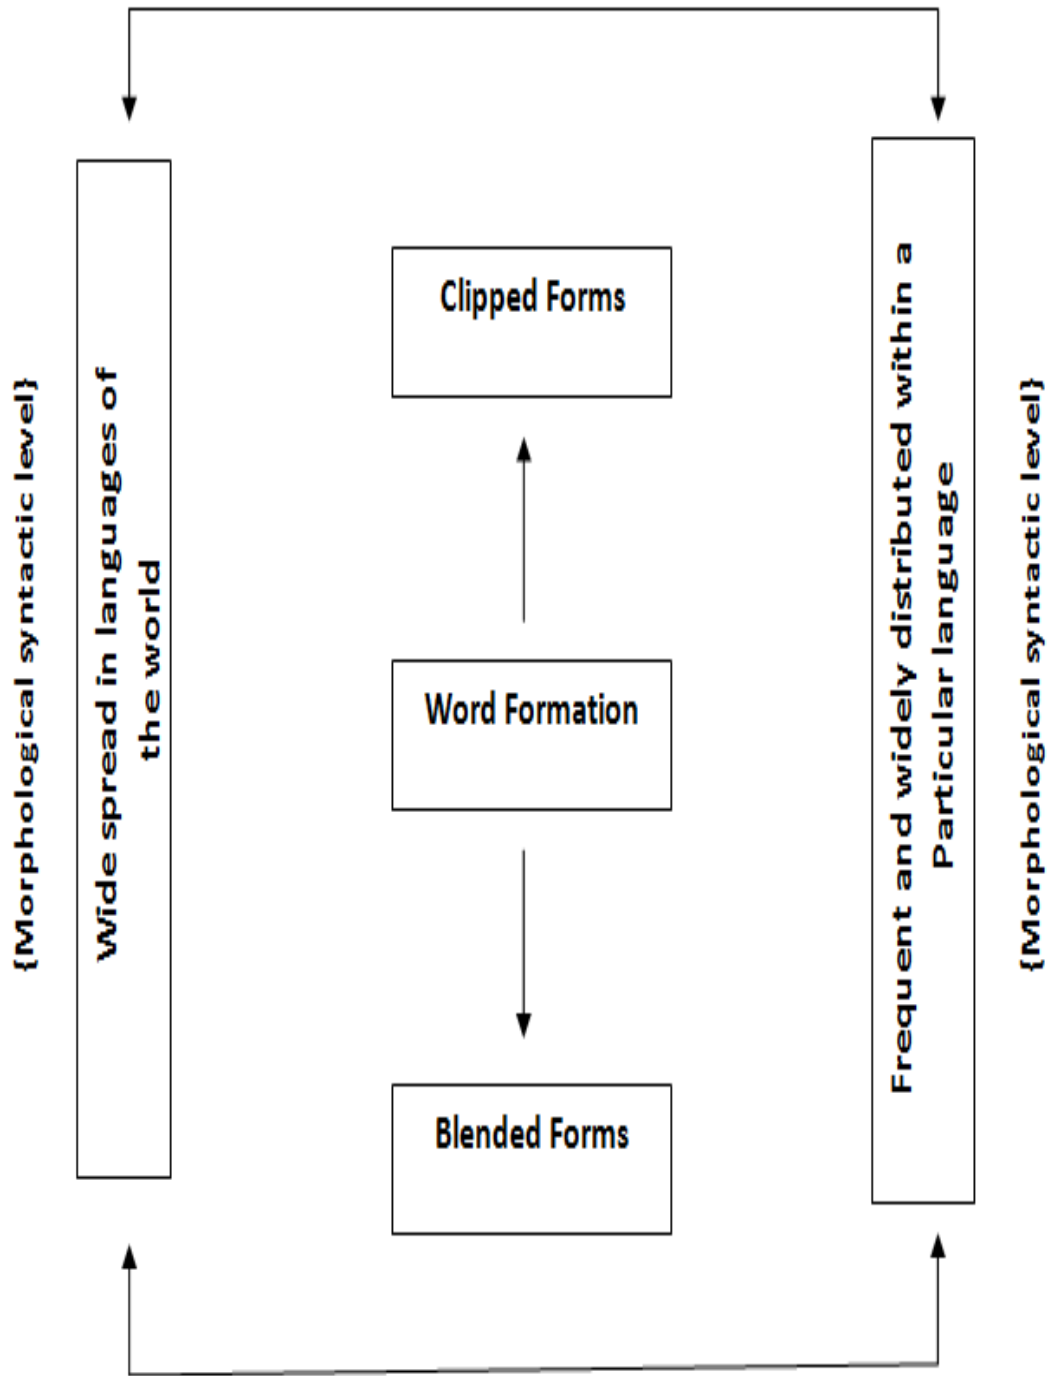 {Morphological syntactic level}
Wide spread in languages of
the world
Clipped Forms
Word Formation
Blended Forms
Frequent and widely distributed within a
Particular language
{Morphological syntactic level}